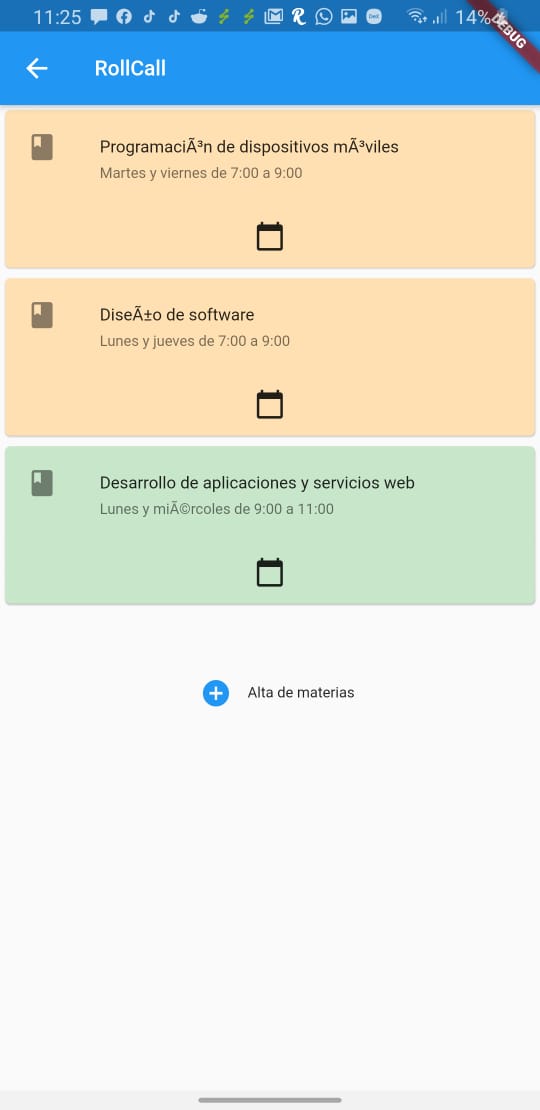 11:25
14%
DEBUG
RollCall
ProgramaciÃ³n de dispositivos mÃ³viles
Martes y viernes de 7:00 a 9:00
DiseÃ±o de software
Lunes y jueves de 7:00 a 9:00
Desarrollo de aplicaciones y servicios web
Lunes y miÃ©rcoles de 9:00 a 11:00
Alta de materias